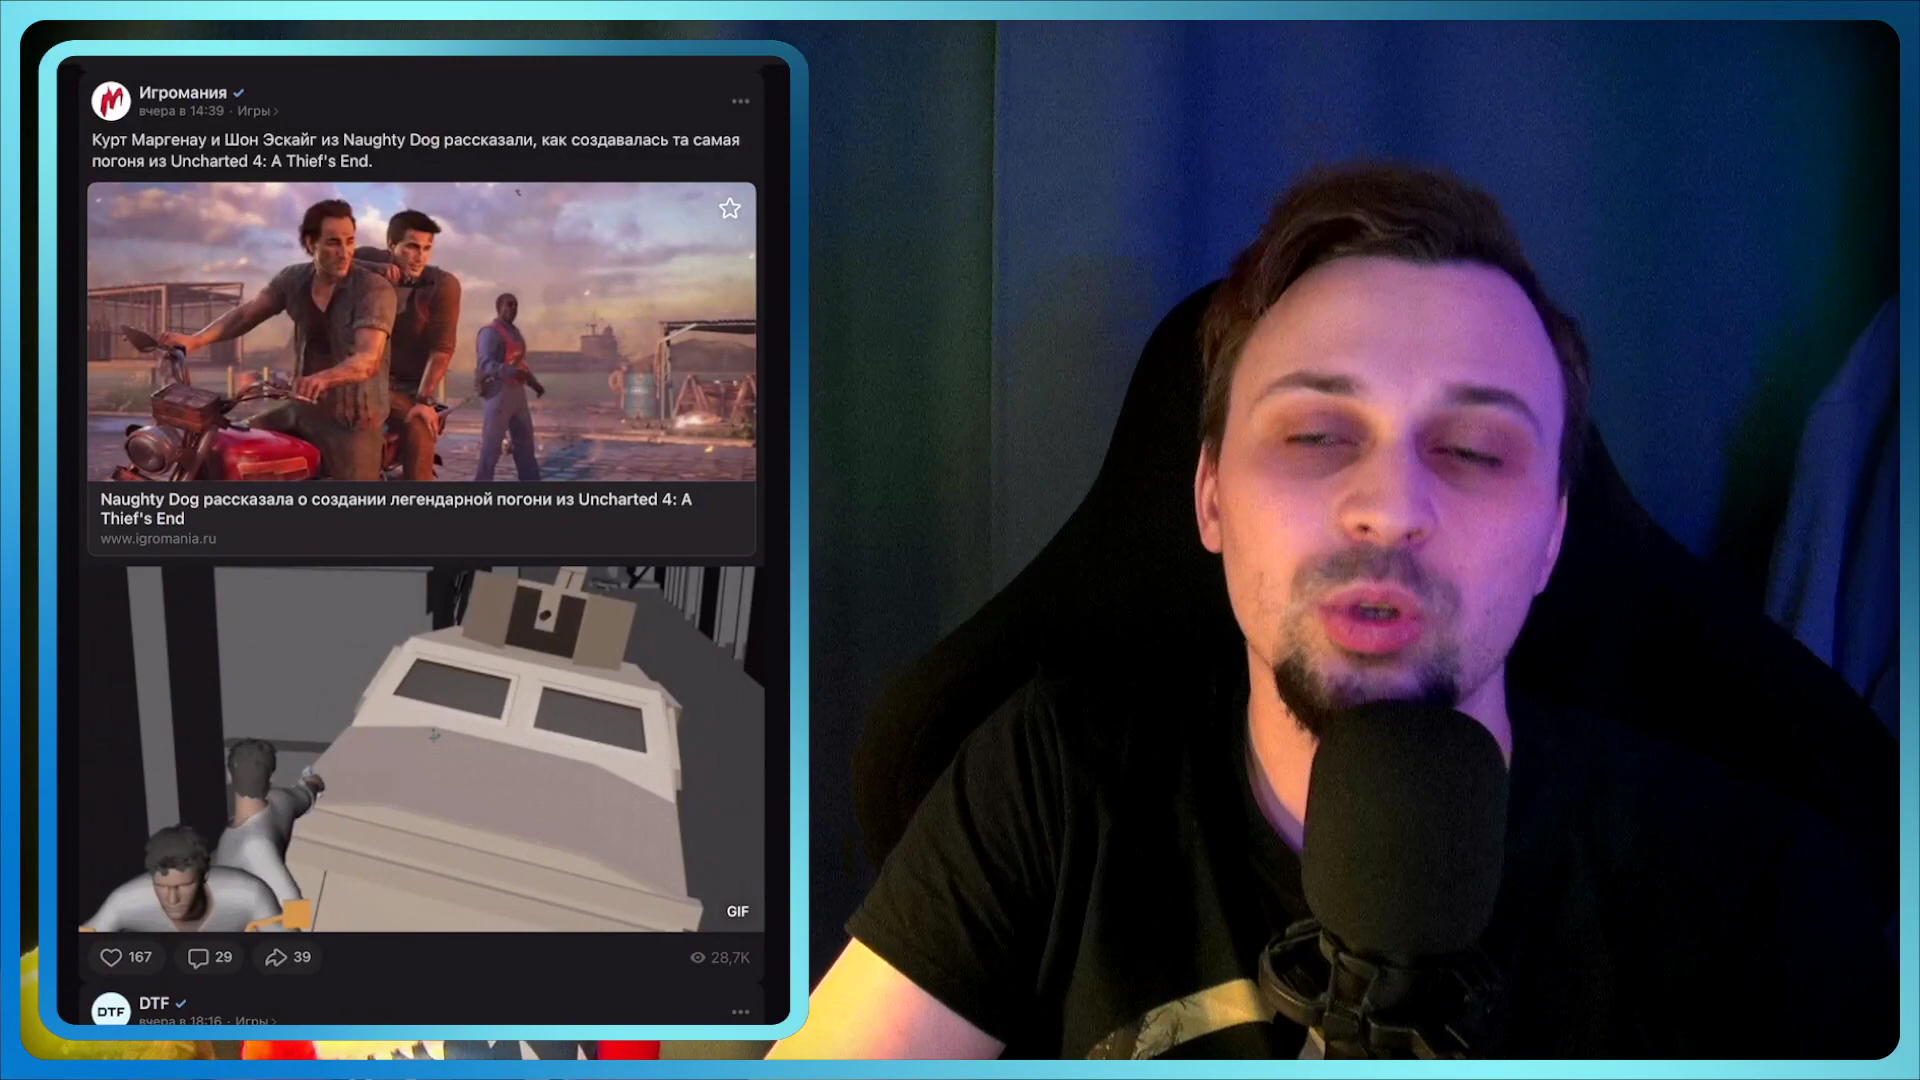 Игромания
вчера в 14:39 · Игры
Курт Маргенау и Шон Эскайг из Naughty Dog рассказали, как создавалась та самая
погоня из Uncharted 4: A Thief's End.
Naughty Dog рассказала о создании легендарной погони из Uncharted 4: A
Thief's End
www.igromania.ru
GIF
167
29
39
28,7K
DTF
DTF
вчера в 18:16 · Игры